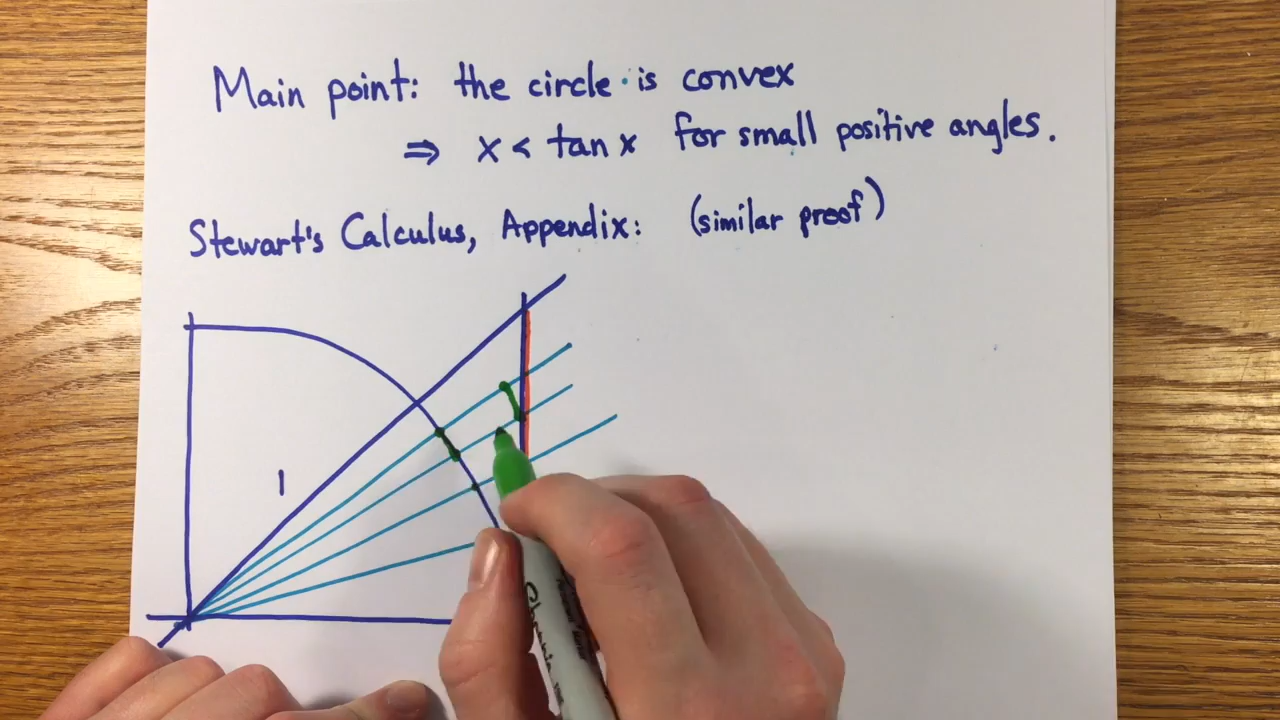 Main point: the circle is convex
⇒ x < tan x for small positive angles.
Stewart's Calculus, Appendix: (similar proof)
1